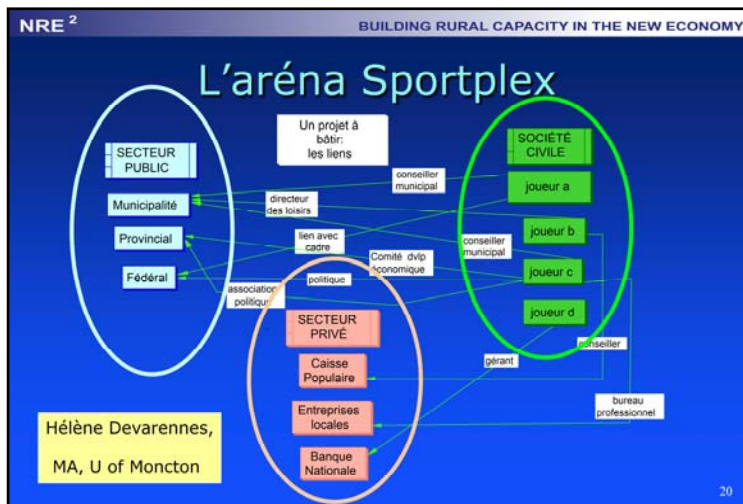 NRE 2
BUILDING RURAL CAPACITY IN THE NEW ECONOMY
L'aréna Sportplex
Un projet à
bâtir:
les liens
SECTEUR
PUBLIC
Municipalité
Provincial
Fédéral
SOCIÉTÉ
CIVILE
joueur a
joueur b
joueur c
joueur d
conseiller
municipal
directeur
des loisirs
lien avec
cadre
Comité dvlp
économique
conseiller
municipal
politique
association
politique
SECTEUR
PRIVÉ
Caisse
Populaire
Entreprises
locales
Banque
Nationale
gérant
conseiller
bureau
professionnel
Hélène Devarennes,
MA, U of Moncton
20